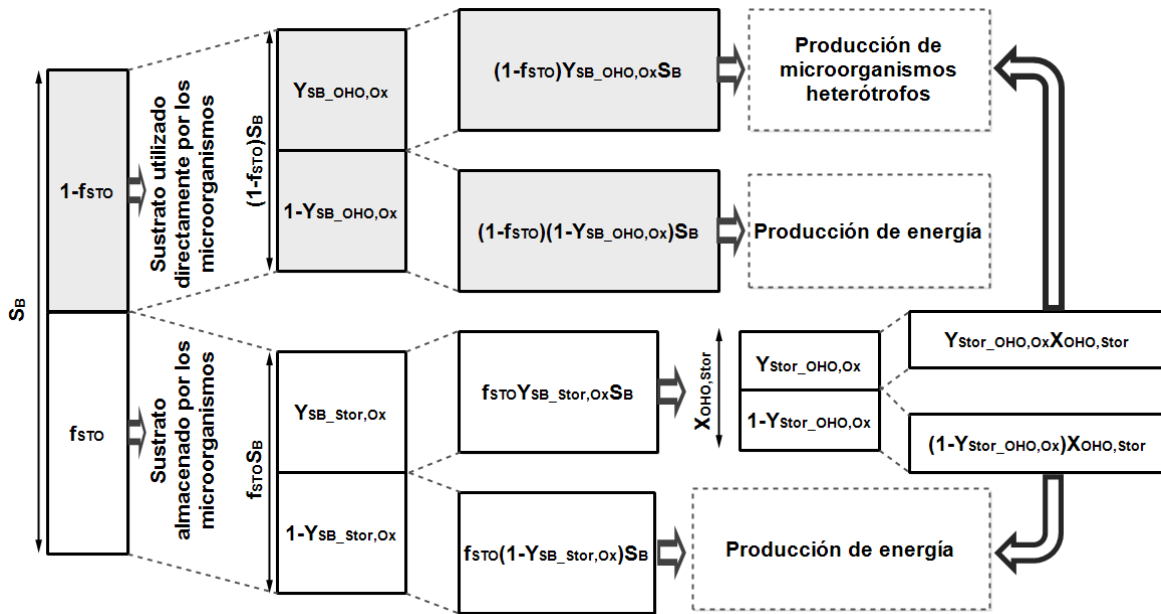 SB
1-fSTO
fSTO
Sustrato utilizado
directamente por los
microorganismos
Sustrato
almacenado por los
microorganismos
(1-fSTO)SB
YSB_OHO,Ox
1-YSB_OHO,Ox
fSTOSB
YSB_Stor,Ox
1-YSB_Stor,Ox
(1-fSTO)YSB_OHO,OxSB
(1-fSTO)(1-YSB_OHO,Ox)SB
fSTOYSB_Stor,OxSB
fSTO(1-YSB_Stor,Ox)SB
Producción de
microorganismos
heterótrofos
Producción de energía
XOHO,Stor
YStor_OHO,Ox
1-YStor_OHO,Ox
YStor_OHO,OxXOHO,Stor
(1-YStor_OHO,Ox)XOHO,Stor
Producción de energía